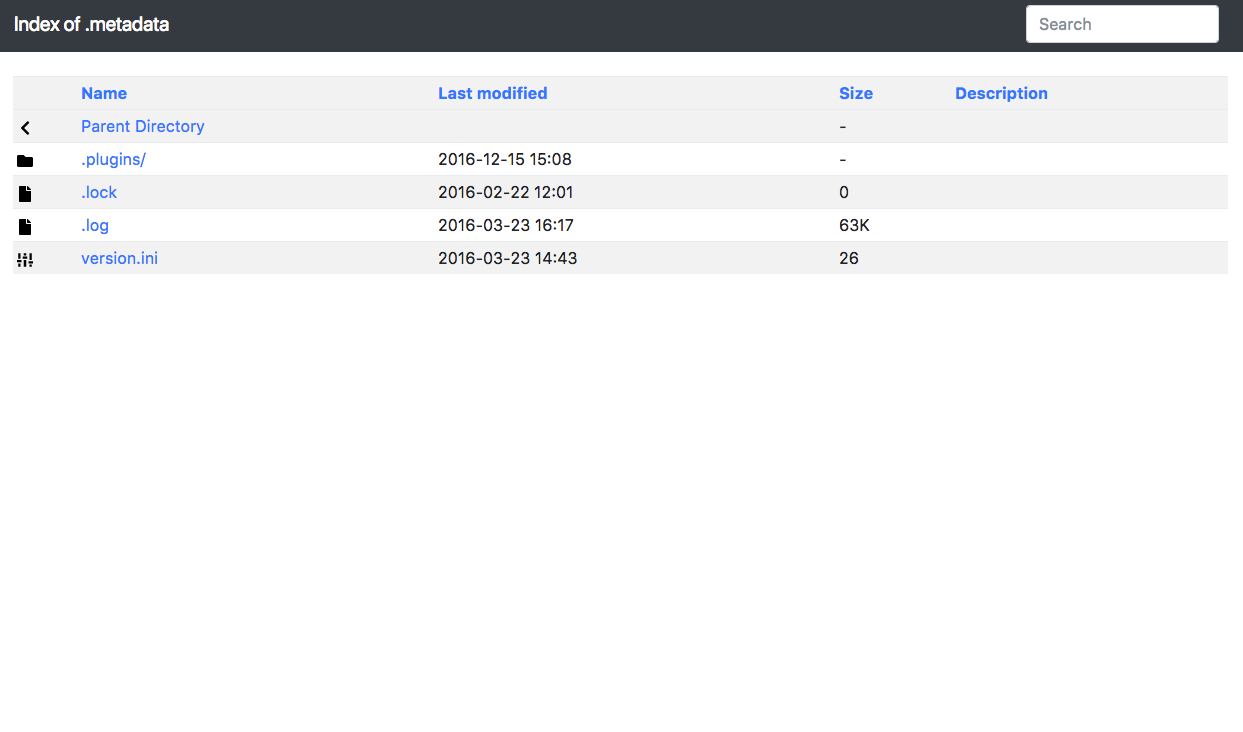 Index of .metadata Search
Name Last modified Size Description
Parent Directory -
.plugins/ 2016-12-15 15:08 -
.lock 2016-02-22 12:01 0
.log 2016-03-23 16:17 63K
version.ini 2016-03-23 14:43 26